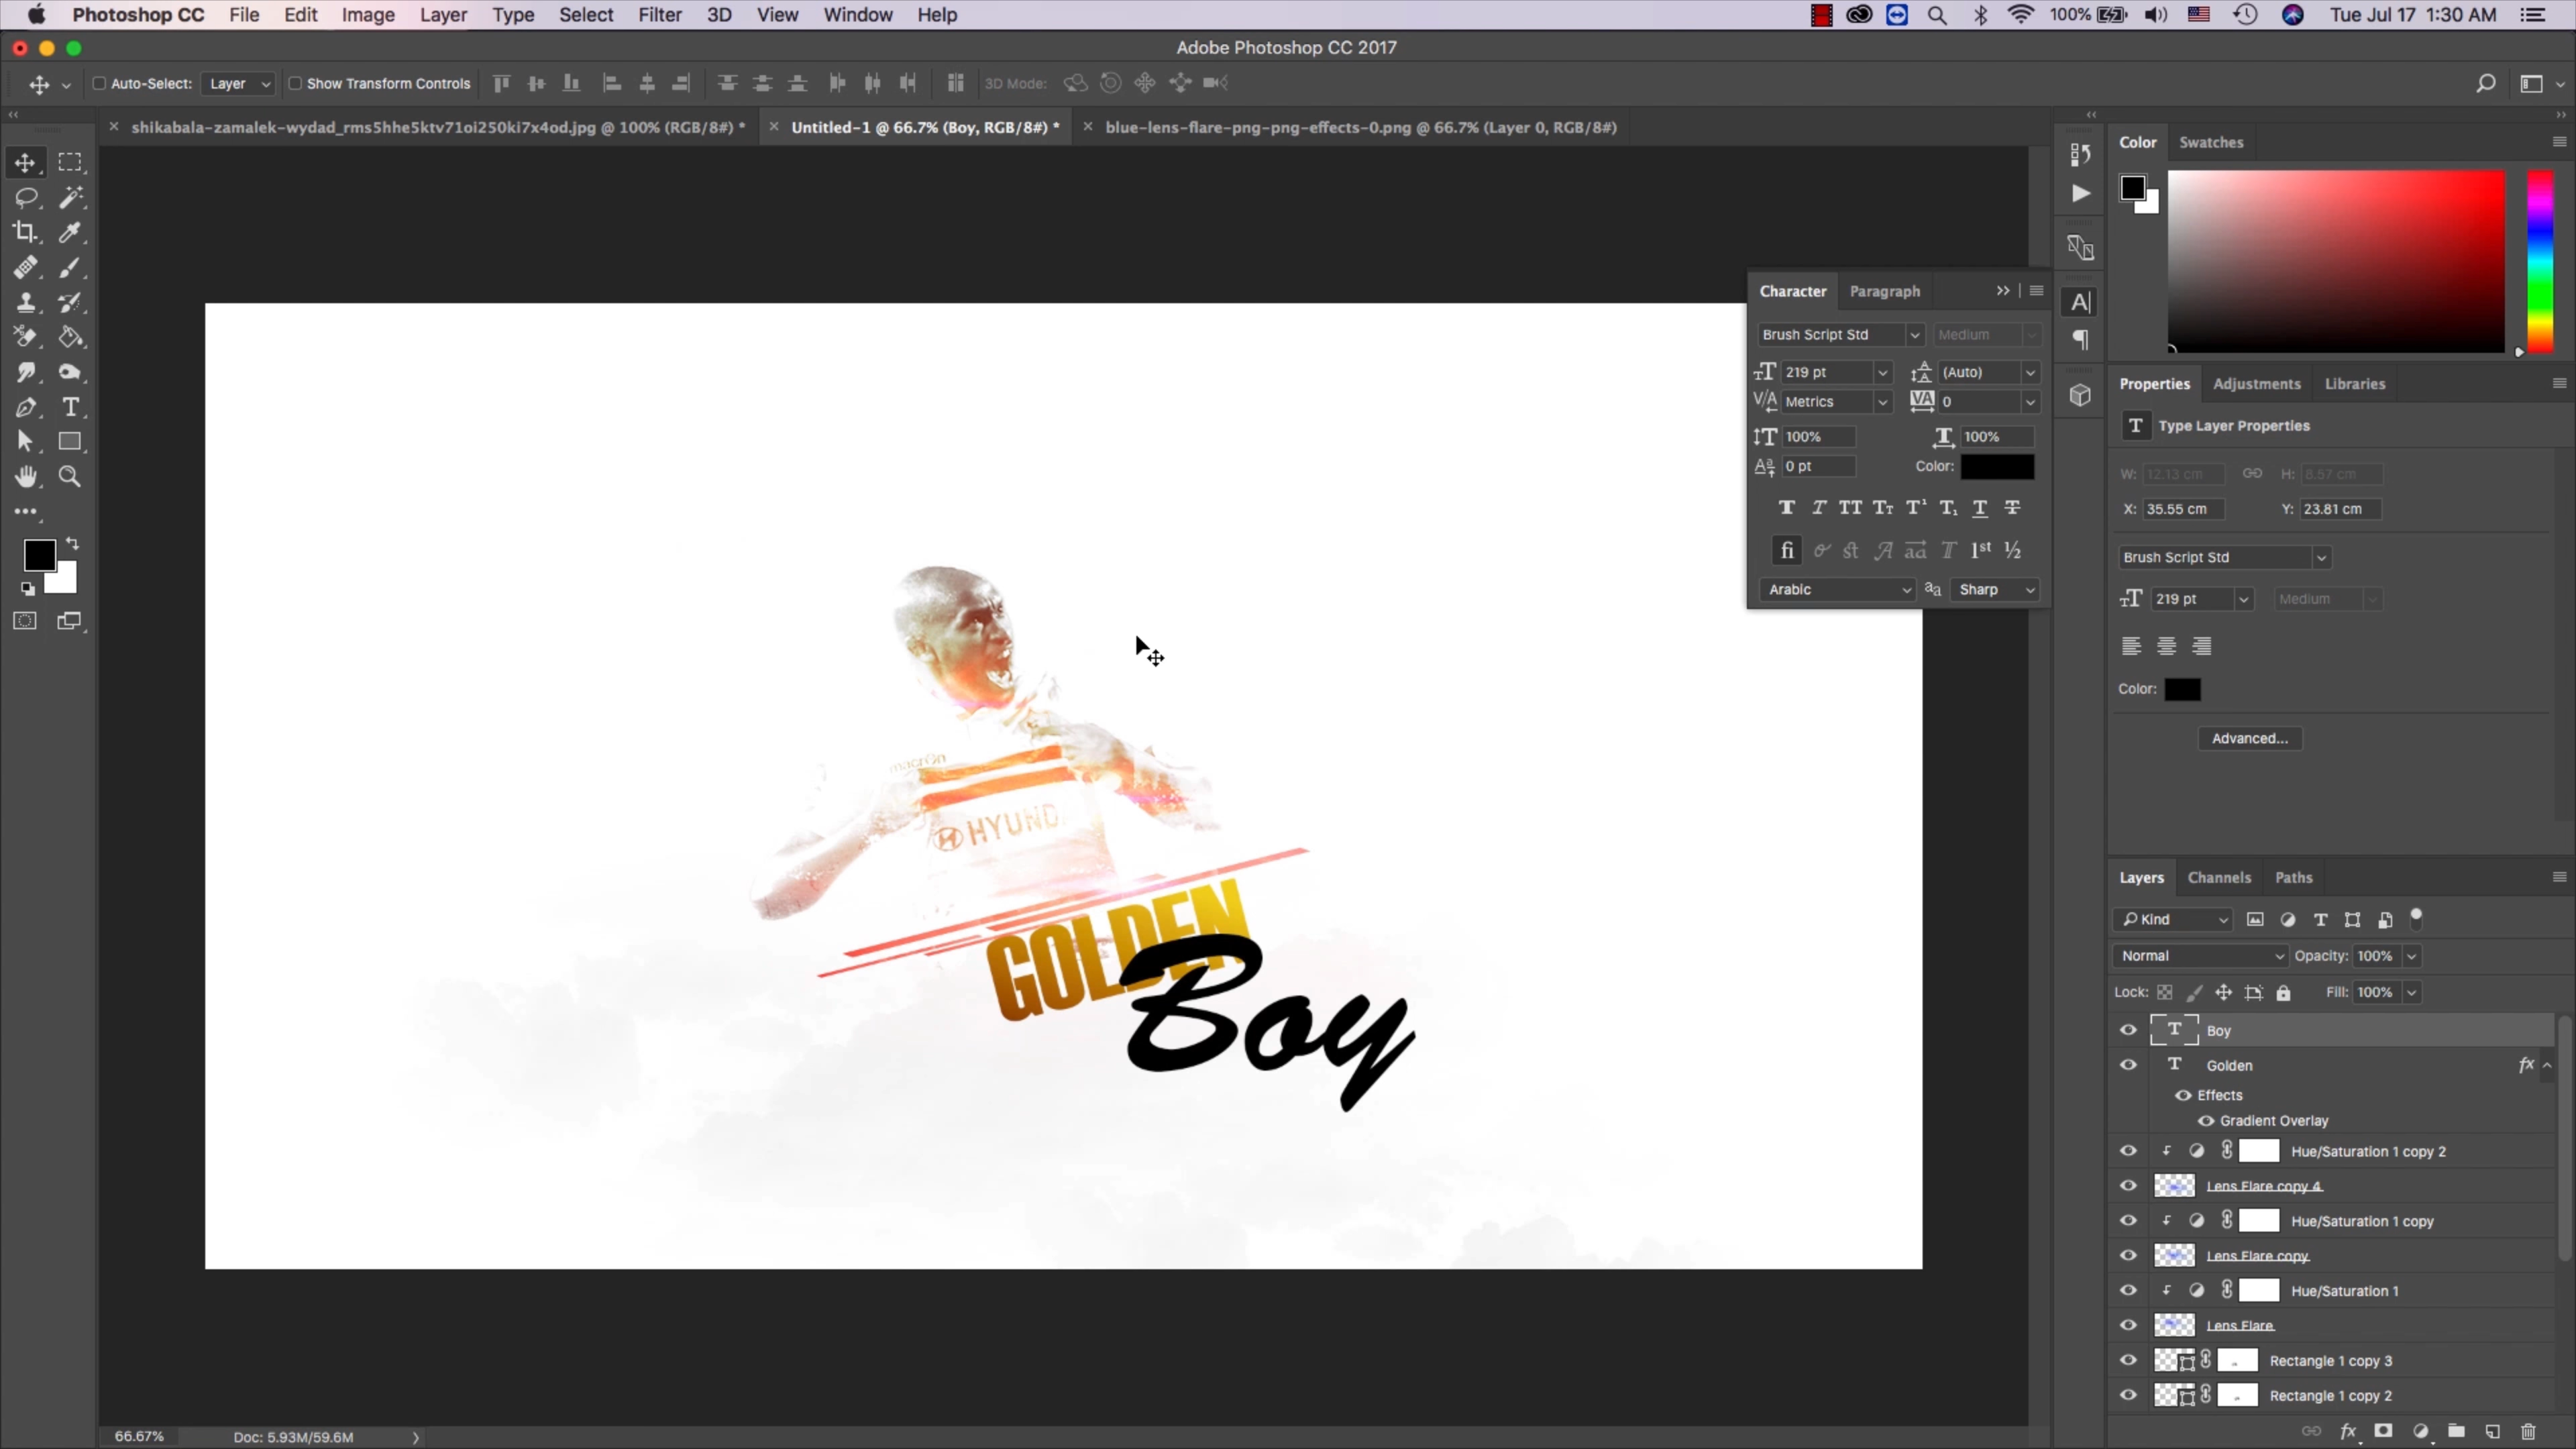 Photoshop CC File Edit Image Layer Type Select Filter 3D View Window Help 100% Tue Jul 17 1:30 AM
Adobe Photoshop CC 2017
Auto-Select: Layer Show Transform Controls 3D Mode:
shikabala-zamalek-wydad_rms5hhe5ktv71oi250ki7x4od.jpg @ 100% (RGB/8#) * Untitled-1 @ 66.7% (Boy, RGB/8#) * blue-lens-flare-png-png-effects-0.png @ 66.7% (Layer 0, RGB/8#)
Color Swatches
Character Paragraph
Brush Script Std Medium
219 pt (Auto)
Metrics 0
100% 100%
0 pt Color:
Arabic Sharp
Properties Adjustments Libraries
Type Layer Properties
W: 12.13 cm H: 8.57 cm
X: 35.55 cm Y: 23.81 cm
Brush Script Std
219 pt Medium
Color:
Advanced...
macron
HYUND
GOLDEN
Boy
Layers Channels Paths
Kind
Normal Opacity: 100%
Lock: Fill: 100%
Boy
Golden fx
Effects
Gradient Overlay
Hue/Saturation 1 copy 2
Lens Flare copy 4
Hue/Saturation 1 copy
Lens Flare copy
Hue/Saturation 1
Lens Flare
Rectangle 1 copy 3
Rectangle 1 copy 2
66.67% Doc: 5.93M/59.6M